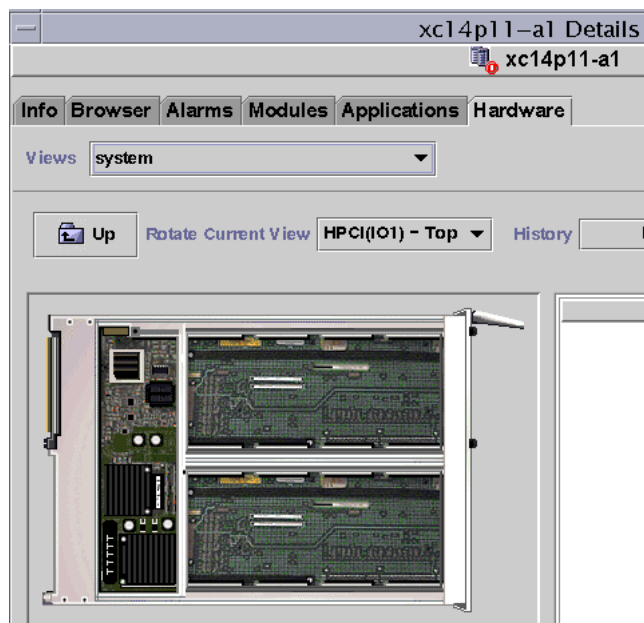 xc14p11-a1 Details
xc14p11-a1
Info Browser Alarms Modules Applications Hardware
Views system
Up Rotate Current View HPCI(IO1) - Top History